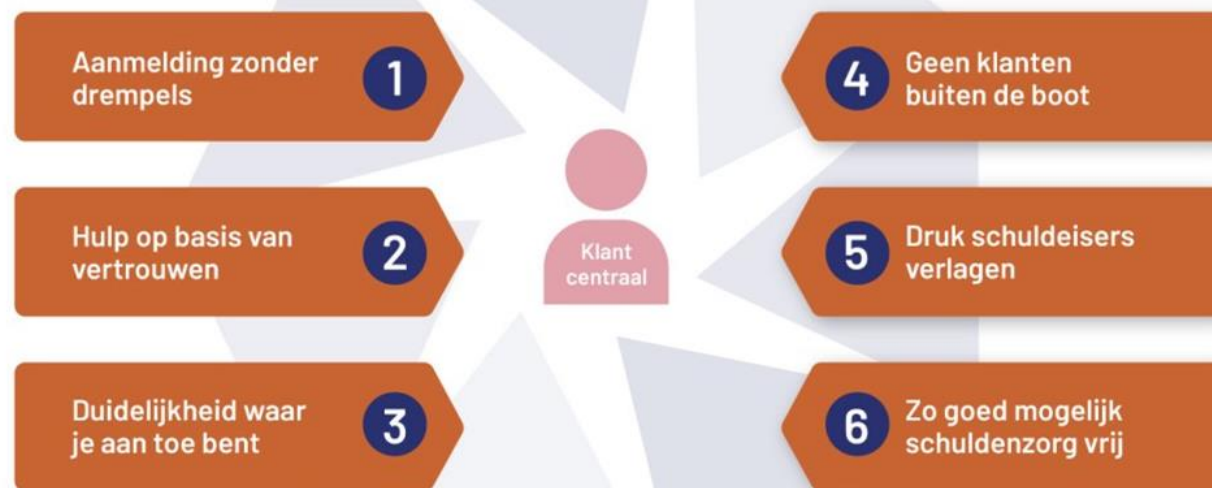 Aanmelding zonder
drempels
1
Hulp op basis van
vertrouwen
2
Duidelijkheid waar
je aan toe bent
3
Klant
centraal
4
Geen klanten
buiten de boot
5
Druk schuldeisers
verlagen
6
Zo goed mogelijk
schuldenzorg vrij